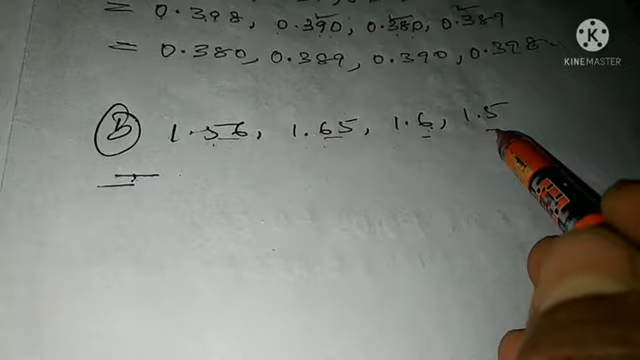 = 0.398, 0.390, 0.380, 0.389
= 0.380, 0.389, 0.390, 0.398
B 1.56, 1.65, 1.6, 1.5
=
KINEMASTER